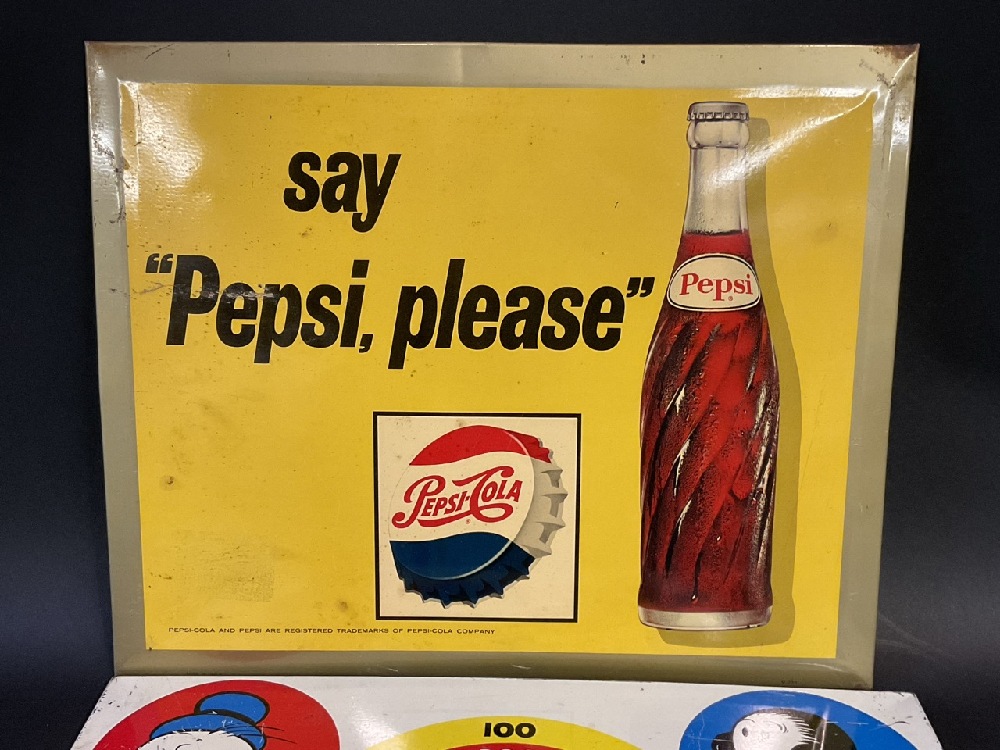 say
“Pepsi, please”
Pepsi
®
PEPSI-COLA
®
PEPSI-COLA AND PEPSI ARE REGISTERED TRADEMARKS OF PEPSI-COLA COMPANY
100